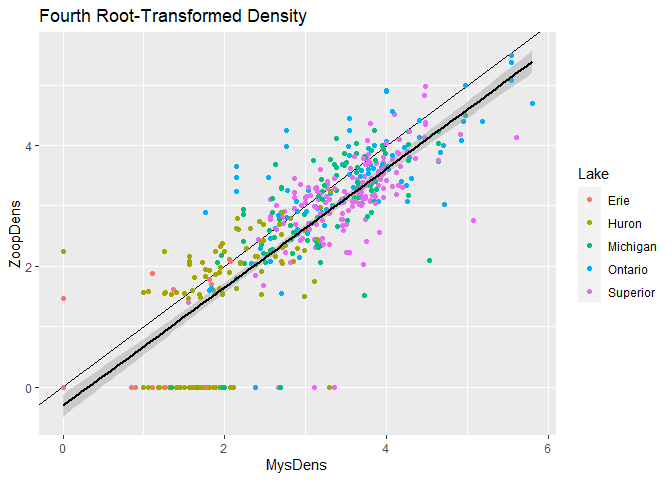 Fourth Root-Transformed Density
ZoopDens
4
2
0
0
2
4
6
MysDens
Lake
Erie
Huron
Michigan
Ontario
Superior